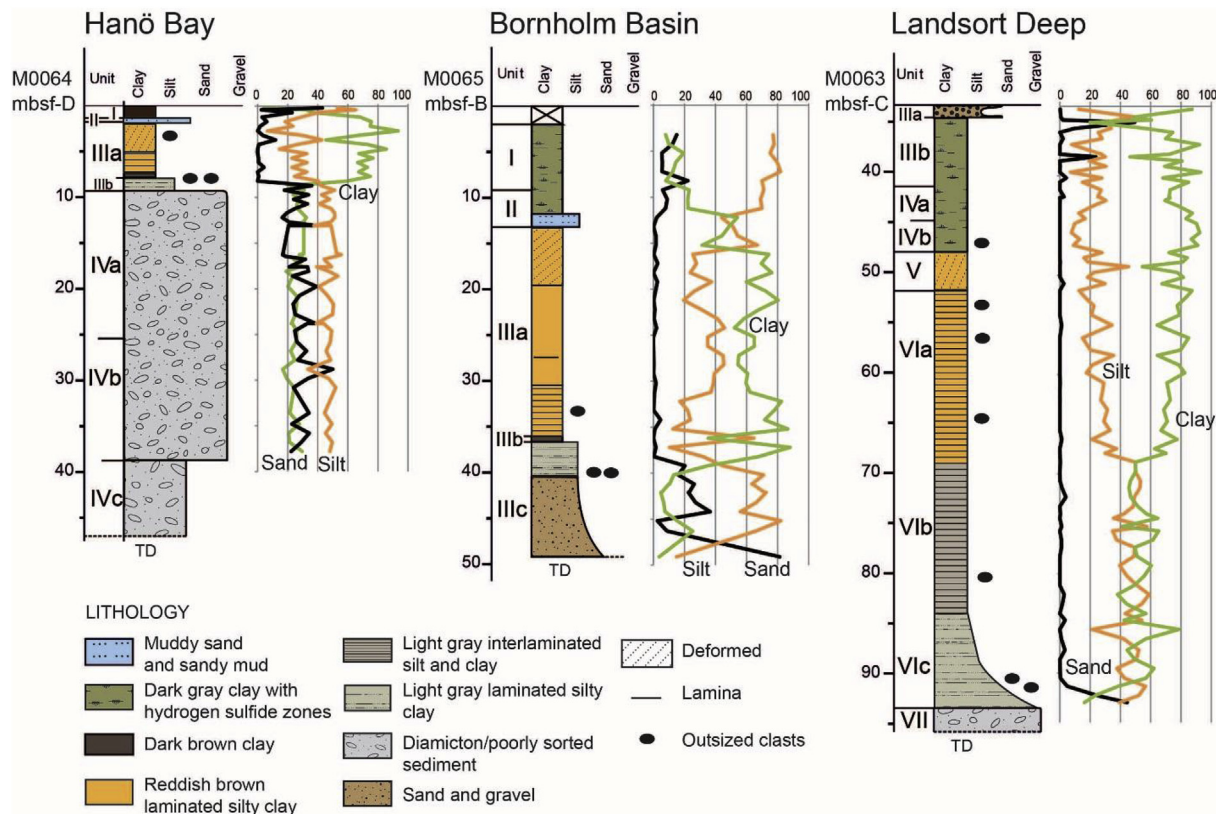 Hanö Bay
M0064
mbsf-D
Unit
Clay
Silt
Sand
Gravel
0 20 40 60 80 100
I
II
IIIa
IIIb
10
IVa
20
IVb
30
40
IVc
TD
Clay
Sand
Silt
Bornholm Basin
M0065
mbsf-B
Unit
Clay
Silt
Sand
Gravel
0 20 40 60 80 100
I
10
II
20
IIIa
30
IIIb
40
IIIc
50
TD
Clay
Silt
Sand
Landsort Deep
M0063
mbsf-C
Unit
Clay
Silt
Sand
Gravel
0 20 40 60 80 100
IIIa
IIIb
40
IVa
IVb
50
V
VIa
60
70
VIb
80
VIc
90
VII
TD
Silt
Clay
Sand
LITHOLOGY
Muddy sand
and sandy mud
Dark gray clay with
hydrogen sulfide zones
Dark brown clay
Reddish brown
laminated silty clay
Light gray interlaminated
silt and clay
Light gray laminated silty
clay
Diamicton/poorly sorted
sediment
Sand and gravel
Deformed
Lamina
Outsized clasts